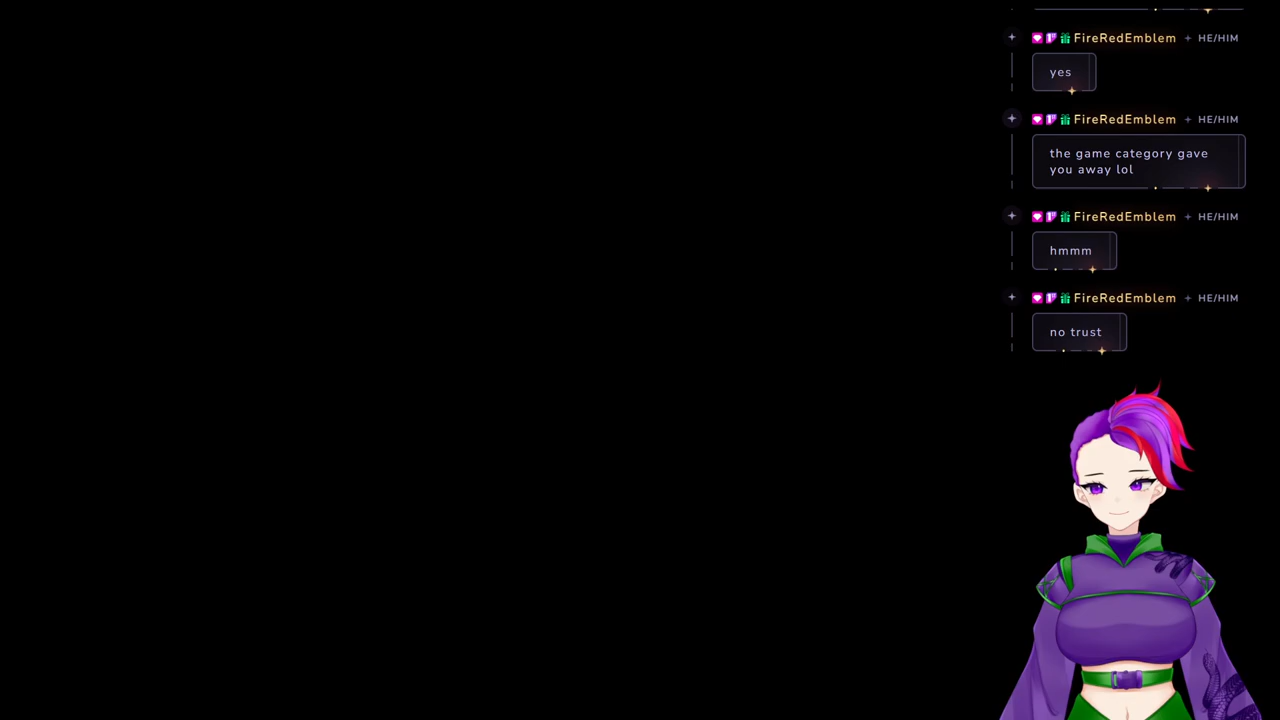 FireRedEmblem HE/HIM
yes
FireRedEmblem HE/HIM
the game category gave
you away lol
FireRedEmblem HE/HIM
hmmm
FireRedEmblem HE/HIM
no trust